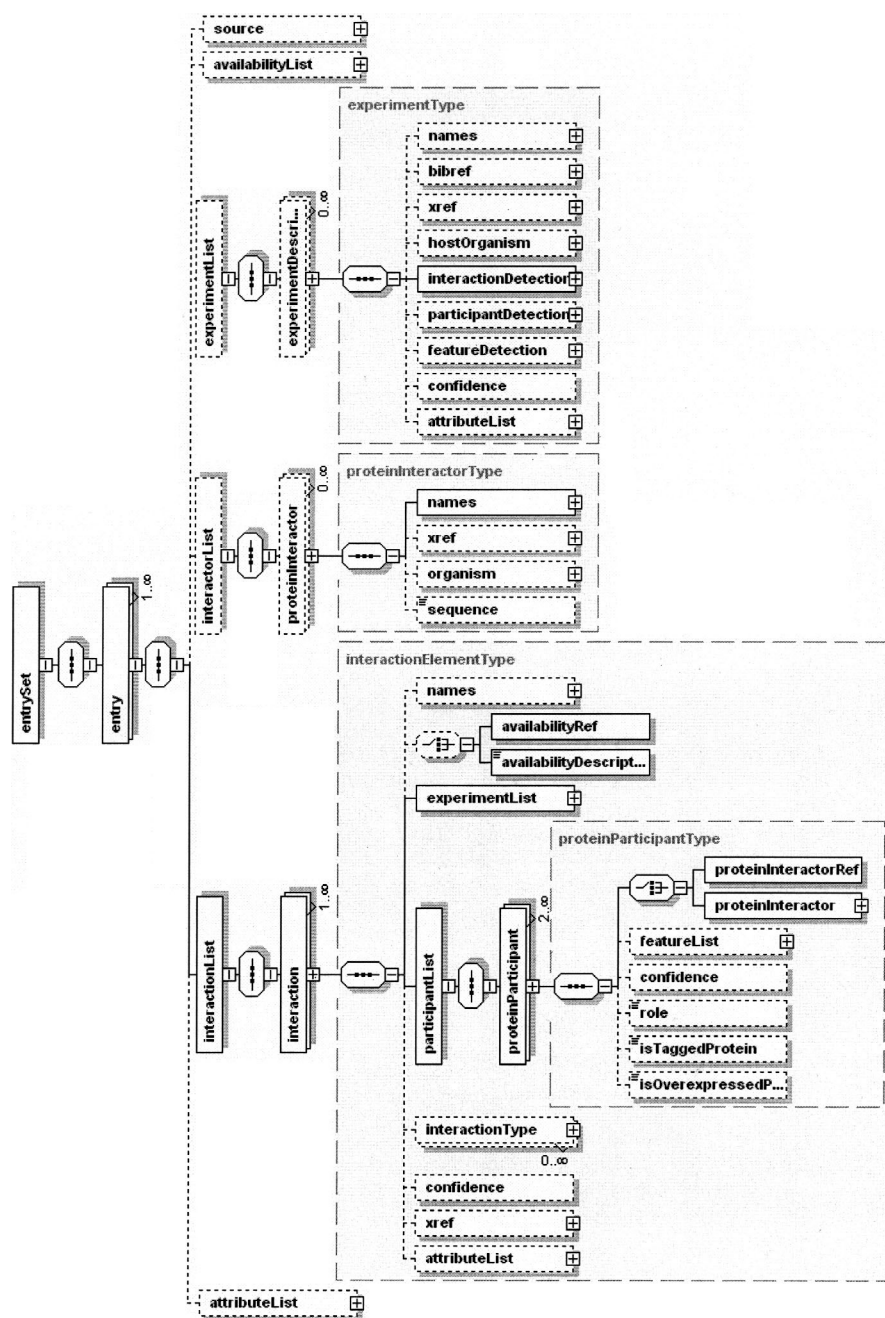 source
availabilityList
experimentType
names
bibref
xref
hostOrganism
interactionDetection
participantDetection
featureDetection
confidence
attributeList
experimentList
experimentDescri...
0..∞
proteinInteractorType
names
xref
organism
sequence
interactorList
proteinInteractor
0..∞
entrySet
entry
1..∞
interactionElementType
names
availabilityRef
availabilityDescript...
experimentList
proteinParticipantType
proteinInteractorRef
proteinInteractor
featureList
confidence
role
isTaggedProtein
isOverexpressedP...
participantList
proteinParticipant
2..∞
interactionList
interaction
1..∞
interactionType
0..∞
confidence
xref
attributeList
attributeList